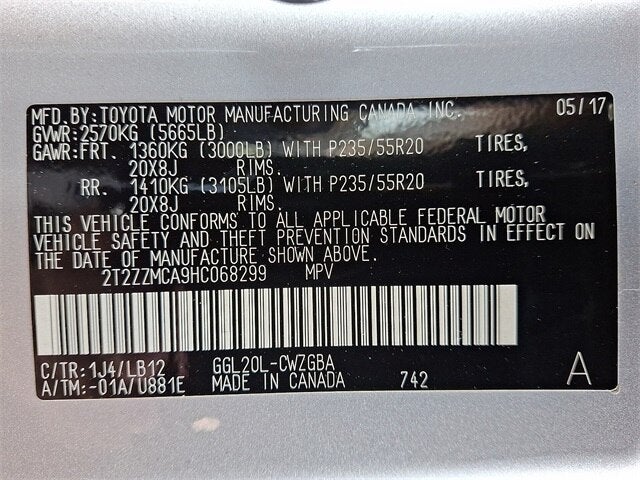 MFD.BY:TOYOTA MOTOR MANUFACTURING CANADA INC. 05/17
GVWR:2570KG (5665LB)
GAWR:FRT. 1360KG (3000LB) WITH P235/55R20 TIRES,
20X8J RIMS.
RR. 1410KG (3105LB) WITH P235/55R20 TIRES,
20X8J RIMS.
THIS VEHICLE CONFORMS TO ALL APPLICABLE FEDERAL MOTOR
VEHICLE SAFETY AND THEFT PREVENTION STANDARDS IN EFFECT ON
THE DATE OF MANUFACTURE SHOWN ABOVE.
2T2ZZMCA9HC068299 MPV
C/TR:1J4/LB12 GGL20L-CWZGBA
A/TM:-01A/U881E MADE IN CANADA 742 A